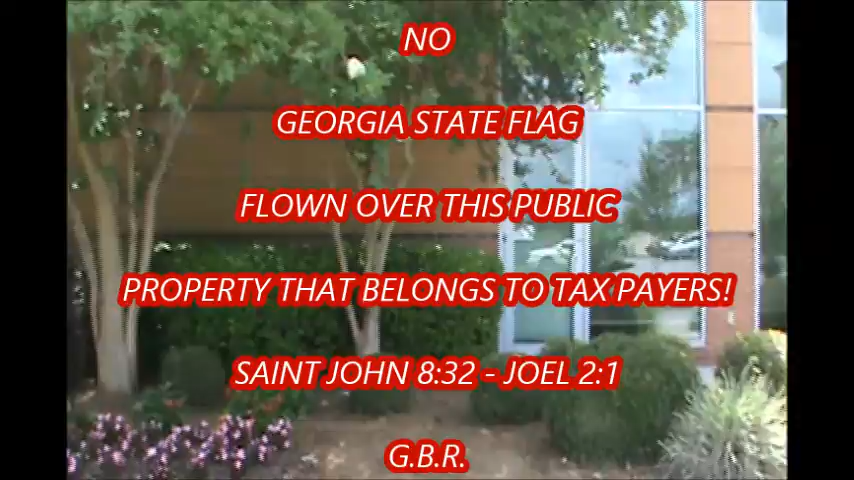 NO
GEORGIA STATE FLAG
FLOWN OVER THIS PUBLIC
PROPERTY THAT BELONGS TO TAX PAYERS!
SAINT JOHN 8:32 - JOEL 2:1
G.B.R.